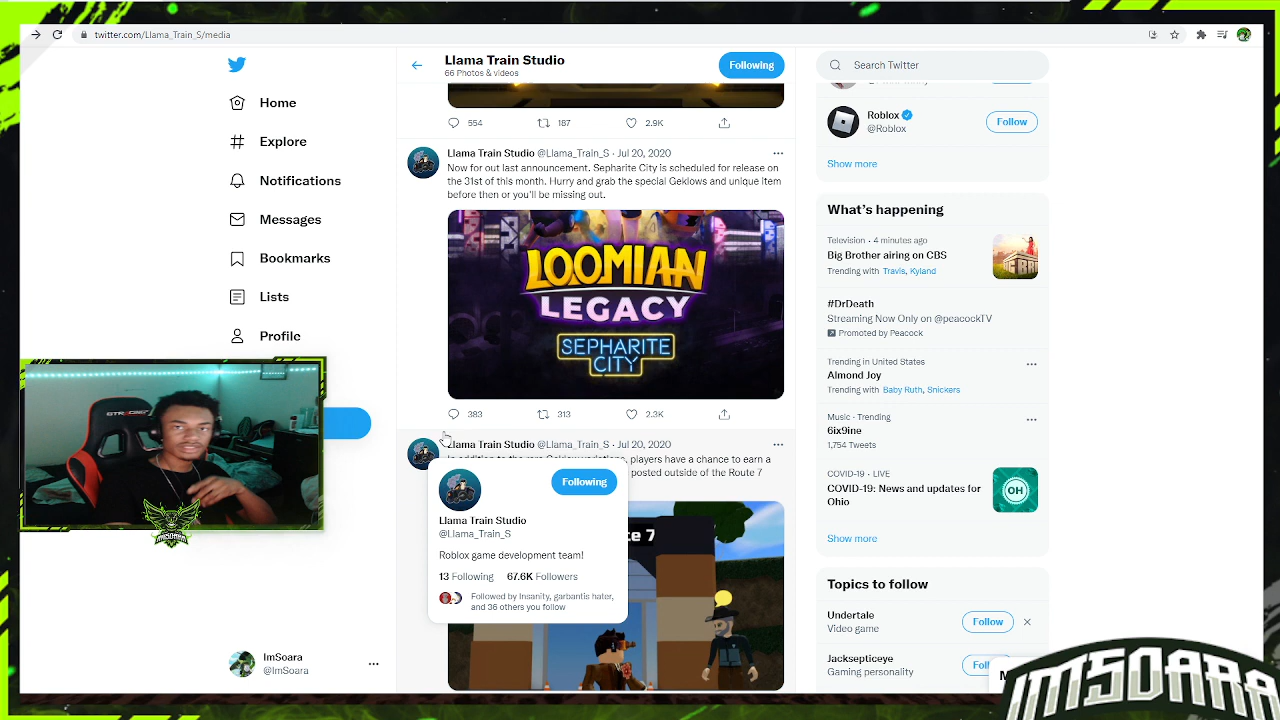 twitter.com/Llama_Train_S/media
Llama Train Studio
66 Photos & videos
Following
Search Twitter
Home
Explore
Notifications
Messages
Bookmarks
Lists
Profile
ImSoara
@ImSoara
554
187
2.9K
Llama Train Studio @Llama_Train_S · Jul 20, 2020
Now for out last announcement. Sepharite City is scheduled for release on
the 31st of this month. Hurry and grab the special Geklows and unique item
before then or you'll be missing out.
LOOMIAN
LEGACY
SEPHARITE
CITY
383
313
2.3K
Llama Train Studio @Llama_Train_S · Jul 20, 2020
players have a chance to earn a
posted outside of the Route 7
te 7
Following
Llama Train Studio
@Llama_Train_S
Roblox game development team!
13 Following 67.6K Followers
Followed by Insanity, garbantis hater,
and 36 others you follow
Roblox
@Roblox
Follow
Show more
What's happening
Television · 4 minutes ago
Big Brother airing on CBS
Trending with Travis, Kyland
#DrDeath
Streaming Now Only on @peacockTV
Promoted by Peacock
Trending in United States
Almond Joy
Trending with Baby Ruth, Snickers
Music · Trending
6ix9ine
1,754 Tweets
COVID-19 · LIVE
COVID-19: News and updates for
Ohio
OH
Show more
Topics to follow
Undertale
Video game
Follow
Jacksepticeye
Gaming personality
GTRACING
IMSOARA
IMSOARA